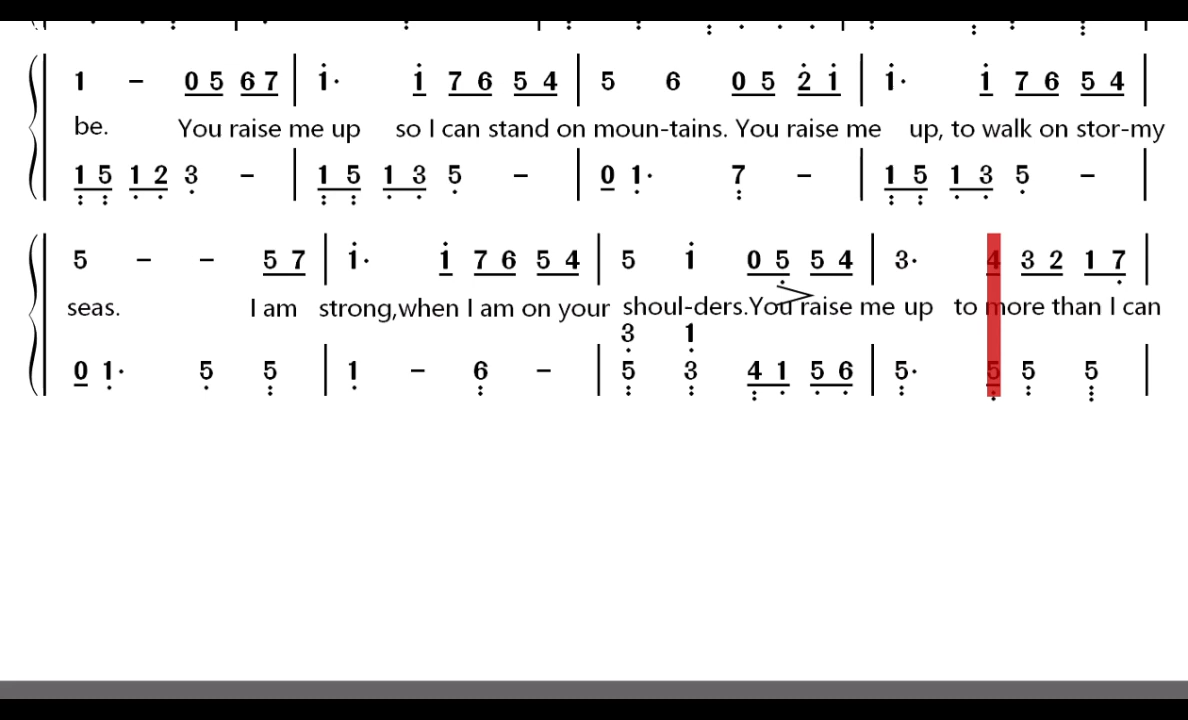 1 – 0 5 6 7 | i· i 7 6 5 4 | 5 6 0 5 2̇ i | i· i 7 6 5 4 |
be. You raise me up so I can stand on moun-tains. You raise me up, to walk on stor-my
1 5 1 2 3 – | 1 5 1 3 5 – | 0 1· 7 – | 1 5 1 3 5 – |
5 – – 5 7 | i· i 7 6 5 4 | 5 i 0 5 5 4 | 3· 4 3 2 1 7 |
seas. I am strong,when I am on your shoul-ders.You raise me up to more than I can
3 1
0 1· 5 5 | 1 – 6 – | 5 3 4 1 5 6 | 5· 5 5 5 |